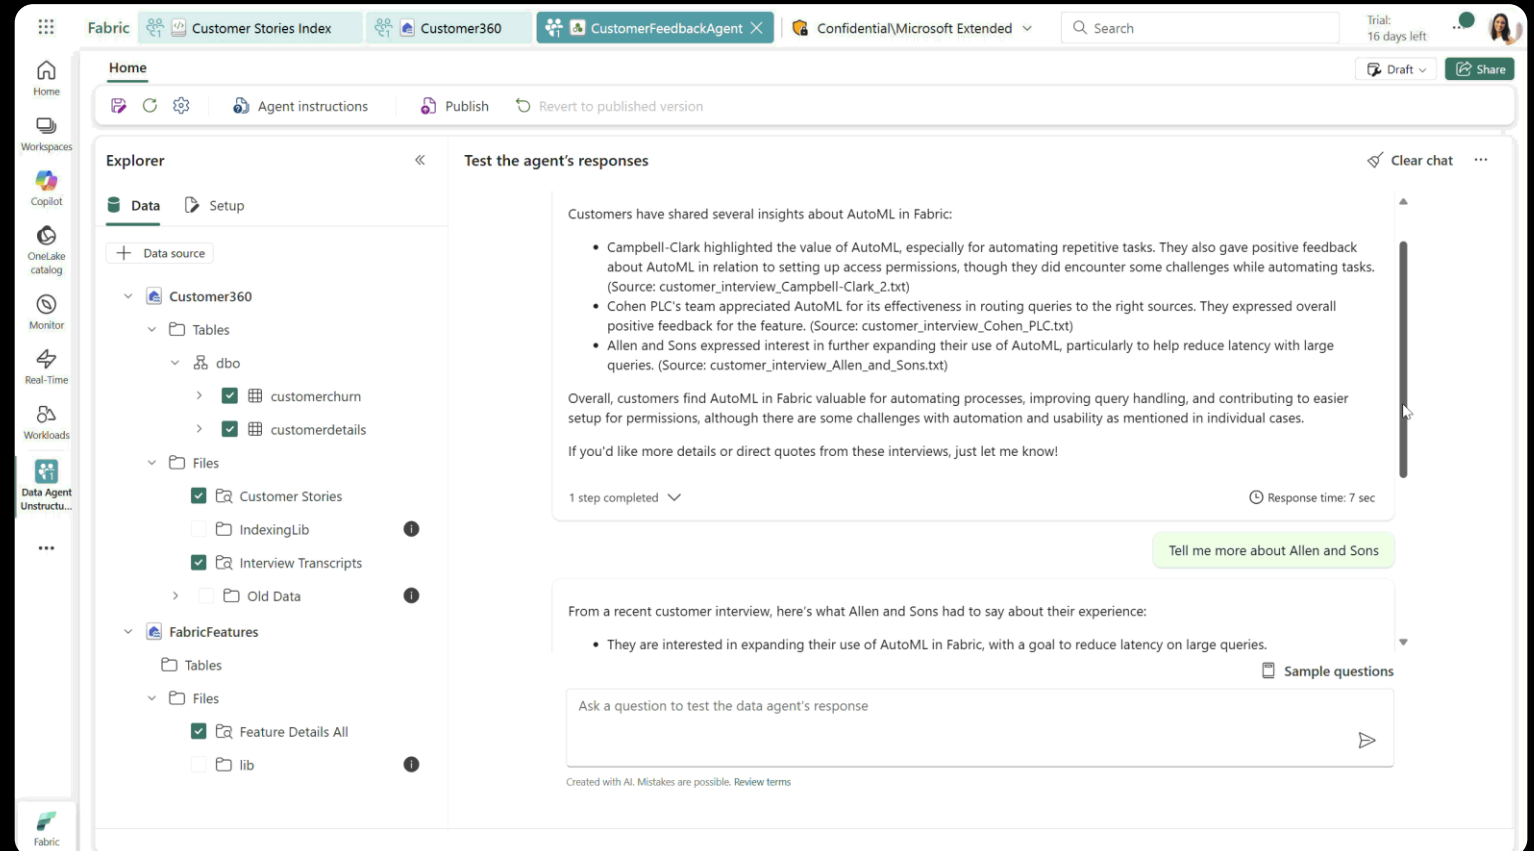 Fabric
Customer Stories Index
Customer360
CustomerFeedbackAgent
Confidential\Microsoft Extended
Search
Trial:
16 days left
Home
Workspaces
Copilot
OneLake
catalog
Monitor
Real-Time
Workloads
Data Agent
Unstructu...
Fabric
Home
Draft
Share
Agent instructions
Publish
Revert to published version
Explorer
Data
Setup
Data source
Customer360
Tables
dbo
customerchurn
customerdetails
Files
Customer Stories
IndexingLib
Interview Transcripts
Old Data
FabricFeatures
Tables
Files
Feature Details All
lib
Test the agent's responses
Clear chat
Customers have shared several insights about AutoML in Fabric:
• Campbell-Clark highlighted the value of AutoML, especially for automating repetitive tasks. They also gave positive feedback
about AutoML in relation to setting up access permissions, though they did encounter some challenges while automating tasks.
(Source: customer_interview_Campbell-Clark_2.txt)
• Cohen PLC's team appreciated AutoML for its effectiveness in routing queries to the right sources. They expressed overall
positive feedback for the feature. (Source: customer_interview_Cohen_PLC.txt)
• Allen and Sons expressed interest in further expanding their use of AutoML, particularly to help reduce latency with large
queries. (Source: customer_interview_Allen_and_Sons.txt)
Overall, customers find AutoML in Fabric valuable for automating processes, improving query handling, and contributing to easier
setup for permissions, although there are some challenges with automation and usability as mentioned in individual cases.
If you'd like more details or direct quotes from these interviews, just let me know!
1 step completed
Response time: 7 sec
Tell me more about Allen and Sons
From a recent customer interview, here's what Allen and Sons had to say about their experience:
• They are interested in expanding their use of AutoML in Fabric, with a goal to reduce latency on large queries.
Sample questions
Ask a question to test the data agent's response
Created with AI. Mistakes are possible. Review terms